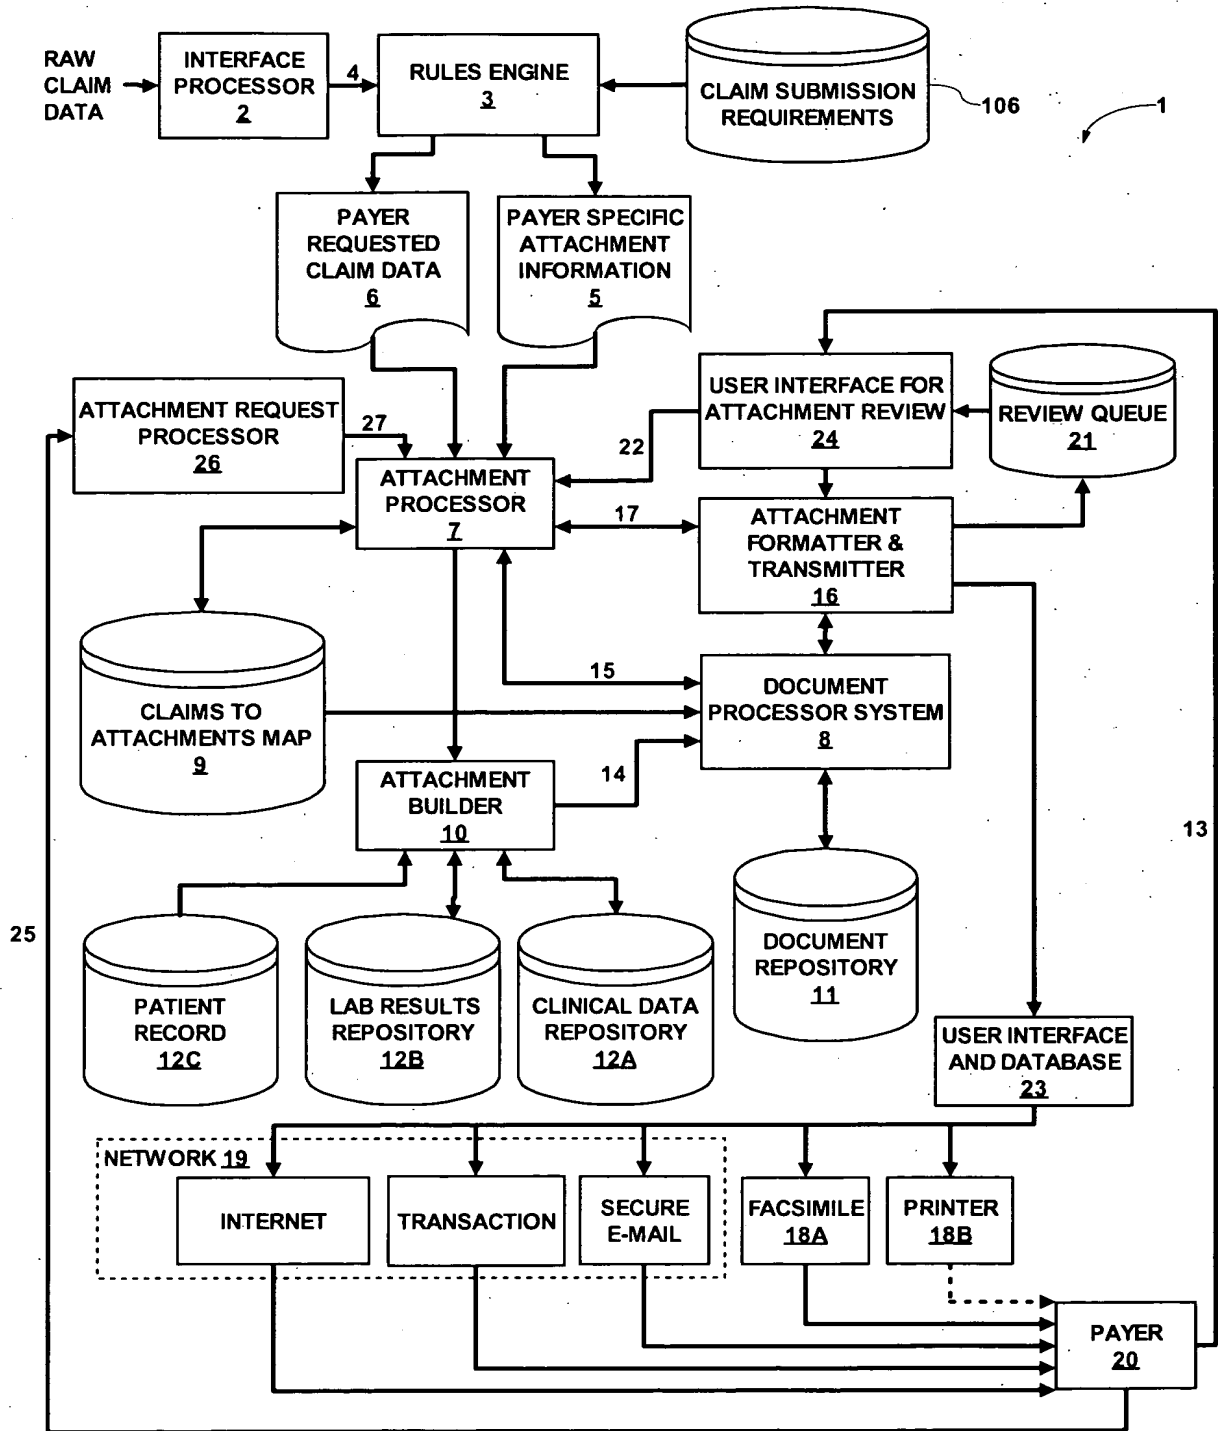 RAW
CLAIM
DATA
INTERFACE
PROCESSOR
2
4
RULES ENGINE
3
CLAIM SUBMISSION
REQUIREMENTS
106
1
PAYER
REQUESTED
CLAIM DATA
6
PAYER SPECIFIC
ATTACHMENT
INFORMATION
5
ATTACHMENT REQUEST
PROCESSOR
26
27
USER INTERFACE FOR
ATTACHMENT REVIEW
24
REVIEW QUEUE
21
22
ATTACHMENT
PROCESSOR
7
17
ATTACHMENT
FORMATTER &
TRANSMITTER
16
CLAIMS TO
ATTACHMENTS MAP
9
15
DOCUMENT
PROCESSOR SYSTEM
8
ATTACHMENT
BUILDER
10
14
13
25
DOCUMENT
REPOSITORY
11
PATIENT
RECORD
12C
LAB RESULTS
REPOSITORY
12B
CLINICAL DATA
REPOSITORY
12A
USER INTERFACE
AND DATABASE
23
NETWORK 19
INTERNET
TRANSACTION
SECURE
E-MAIL
FACSIMILE
18A
PRINTER
18B
PAYER
20